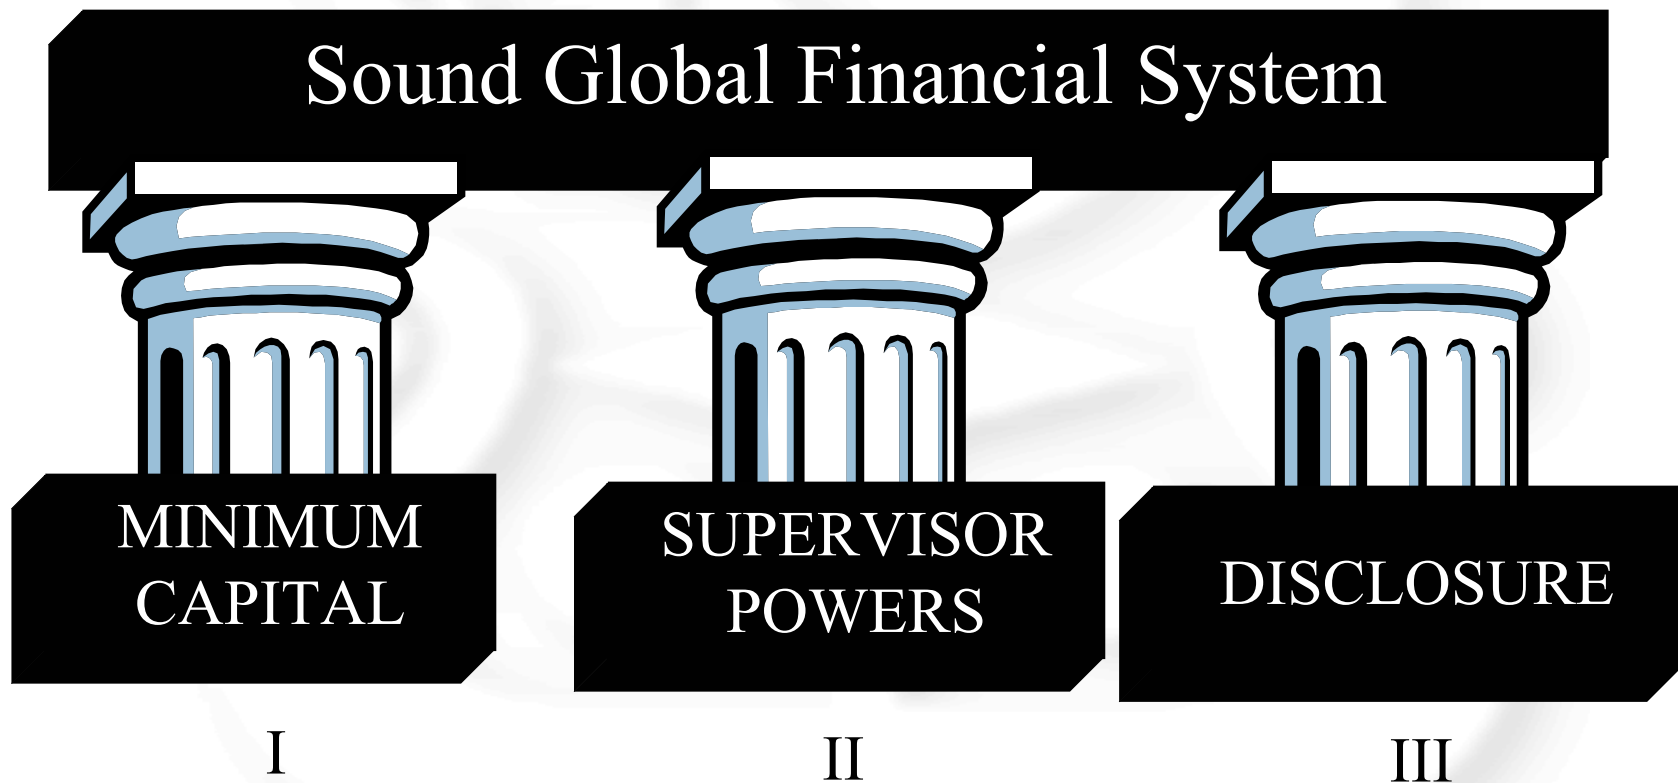 Sound Global Financial System
MINIMUM
CAPITAL
SUPERVISOR
POWERS
DISCLOSURE
I
II
III